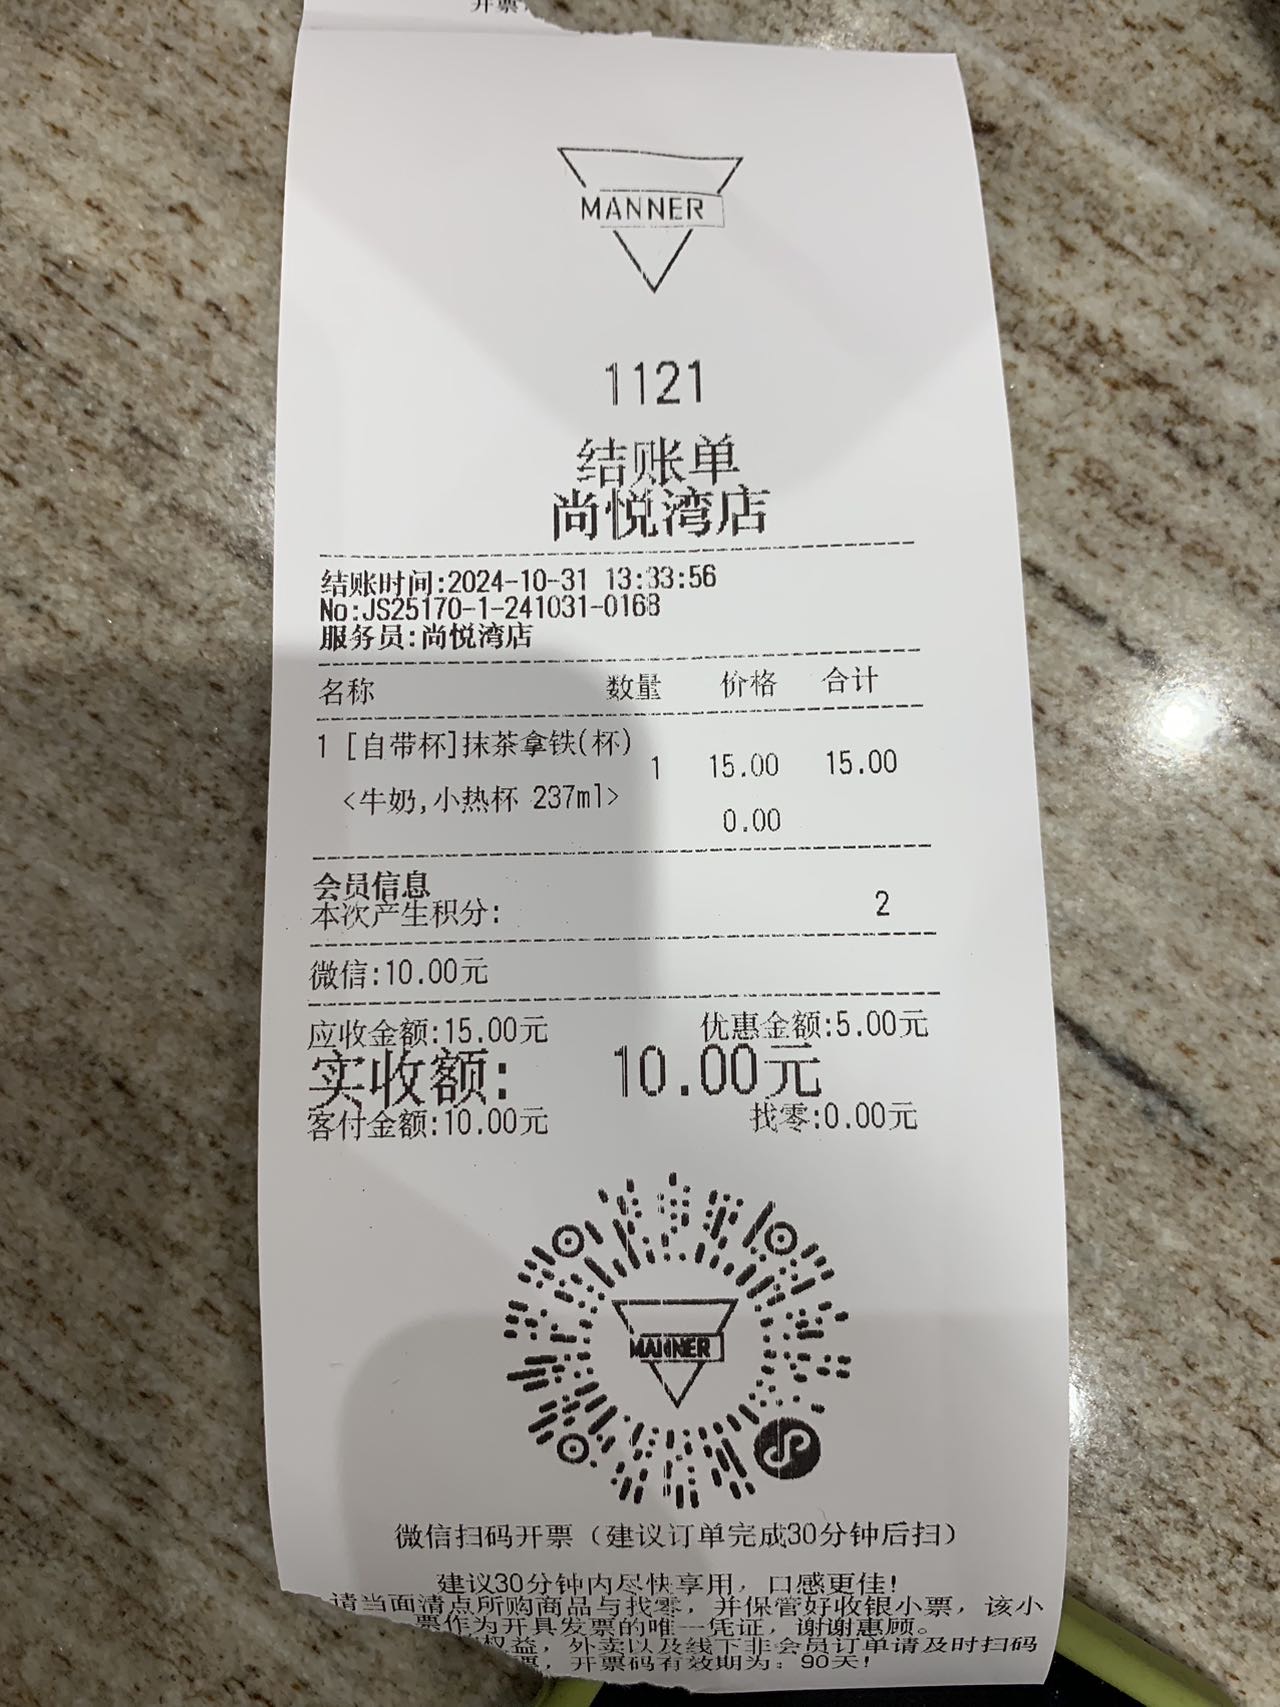 开票
MANNER
1121
结账单
尚悦湾店
结账时间:2024-10-31 13:33:56
No:JS25170-1-241031-0168
服务员:尚悦湾店
名称 数量 价格 合计
1 [自带杯]抹茶拿铁(杯)
1 15.00 15.00
<牛奶,小热杯 237ml>
0.00
会员信息
本次产生积分: 2
微信:10.00元
应收金额:15.00元 优惠金额:5.00元
实收额: 10.00元
客付金额:10.00元 找零:0.00元
MANNER
微信扫码开票（建议订单完成30分钟后扫）
建议30分钟内尽快享用，口感更佳!
请当面清点所购商品与找零，并保管好收银小票，该小
票作为开具发票的唯一凭证，谢谢惠顾。
权益，外卖以及线下非会员订单请及时扫码
票，开票码有效期为：90天!